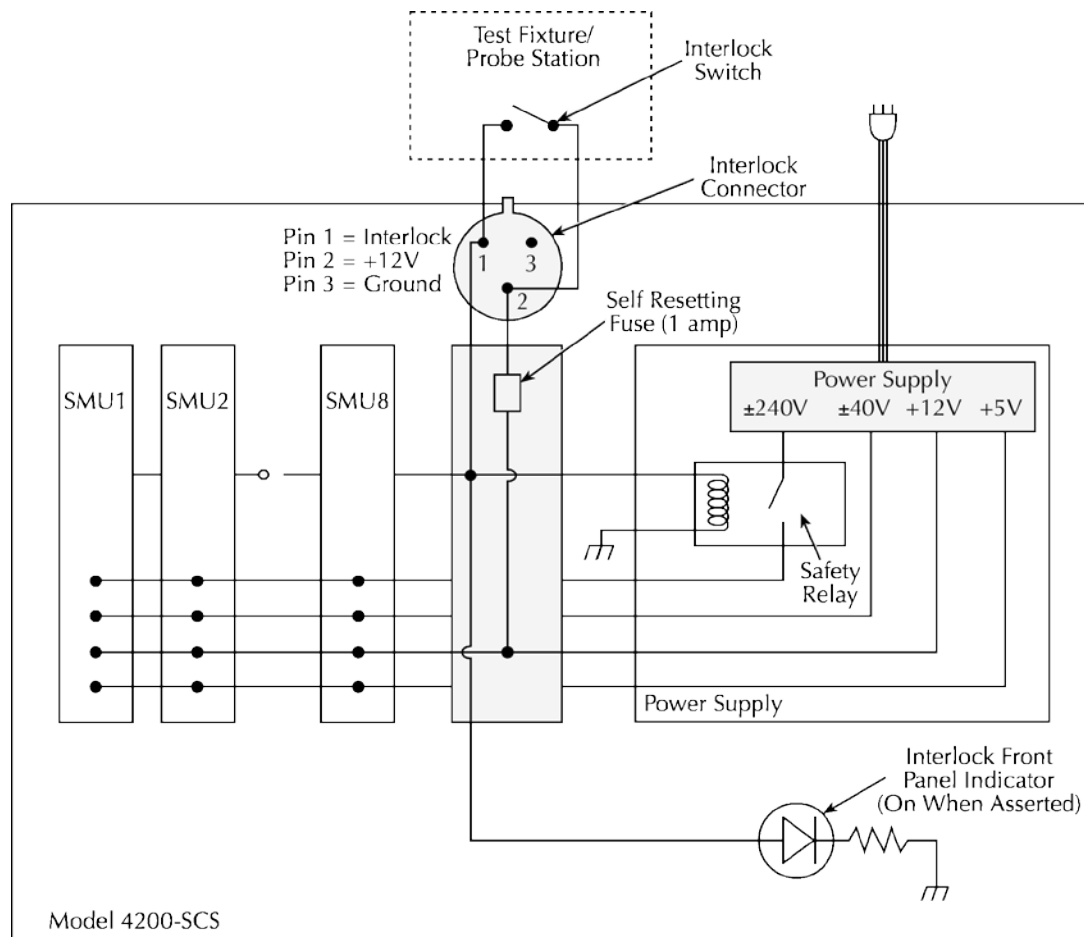 Test Fixture/
Probe Station
Interlock
Switch
Interlock
Connector
Pin 1 = Interlock
Pin 2 = +12V
Pin 3 = Ground
1
3
2
Self Resetting
Fuse (1 amp)
SMU1
SMU2
SMU8
Power Supply
±240V
±40V
+12V
+5V
Safety
Relay
Power Supply
Interlock Front
Panel Indicator
(On When Asserted)
Model 4200-SCS